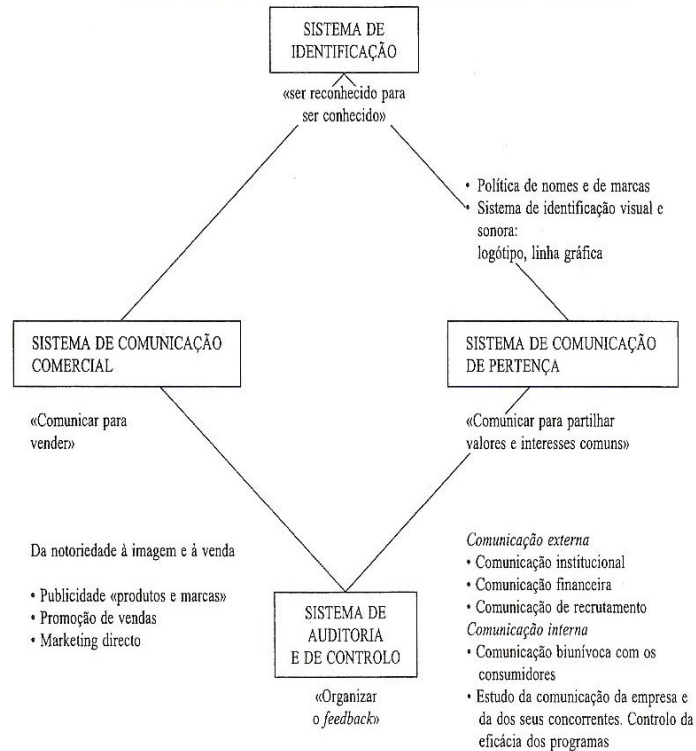 SISTEMA DE
IDENTIFICAÇÃO
«ser reconhecido para
ser conhecido»
• Política de nomes e de marcas
• Sistema de identificação visual e
sonora:
logótipo, linha gráfica
SISTEMA DE COMUNICAÇÃO
COMERCIAL
SISTEMA DE COMUNICAÇÃO
DE PERTENÇA
«Comunicar para
vender»
«Comunicar para partilhar
valores e interesses comuns»
Da notoriedade à imagem e à venda
• Publicidade «produtos e marcas»
• Promoção de vendas
• Marketing directo
SISTEMA DE
AUDITORIA
E DE CONTROLO
«Organizar
o feedback»
Comunicação externa
• Comunicação institucional
• Comunicação financeira
• Comunicação de recrutamento
Comunicação interna
• Comunicação biunívoca com os
consumidores
• Estudo da comunicação da empresa e
da dos seus concorrentes. Controlo da
eficácia dos programas